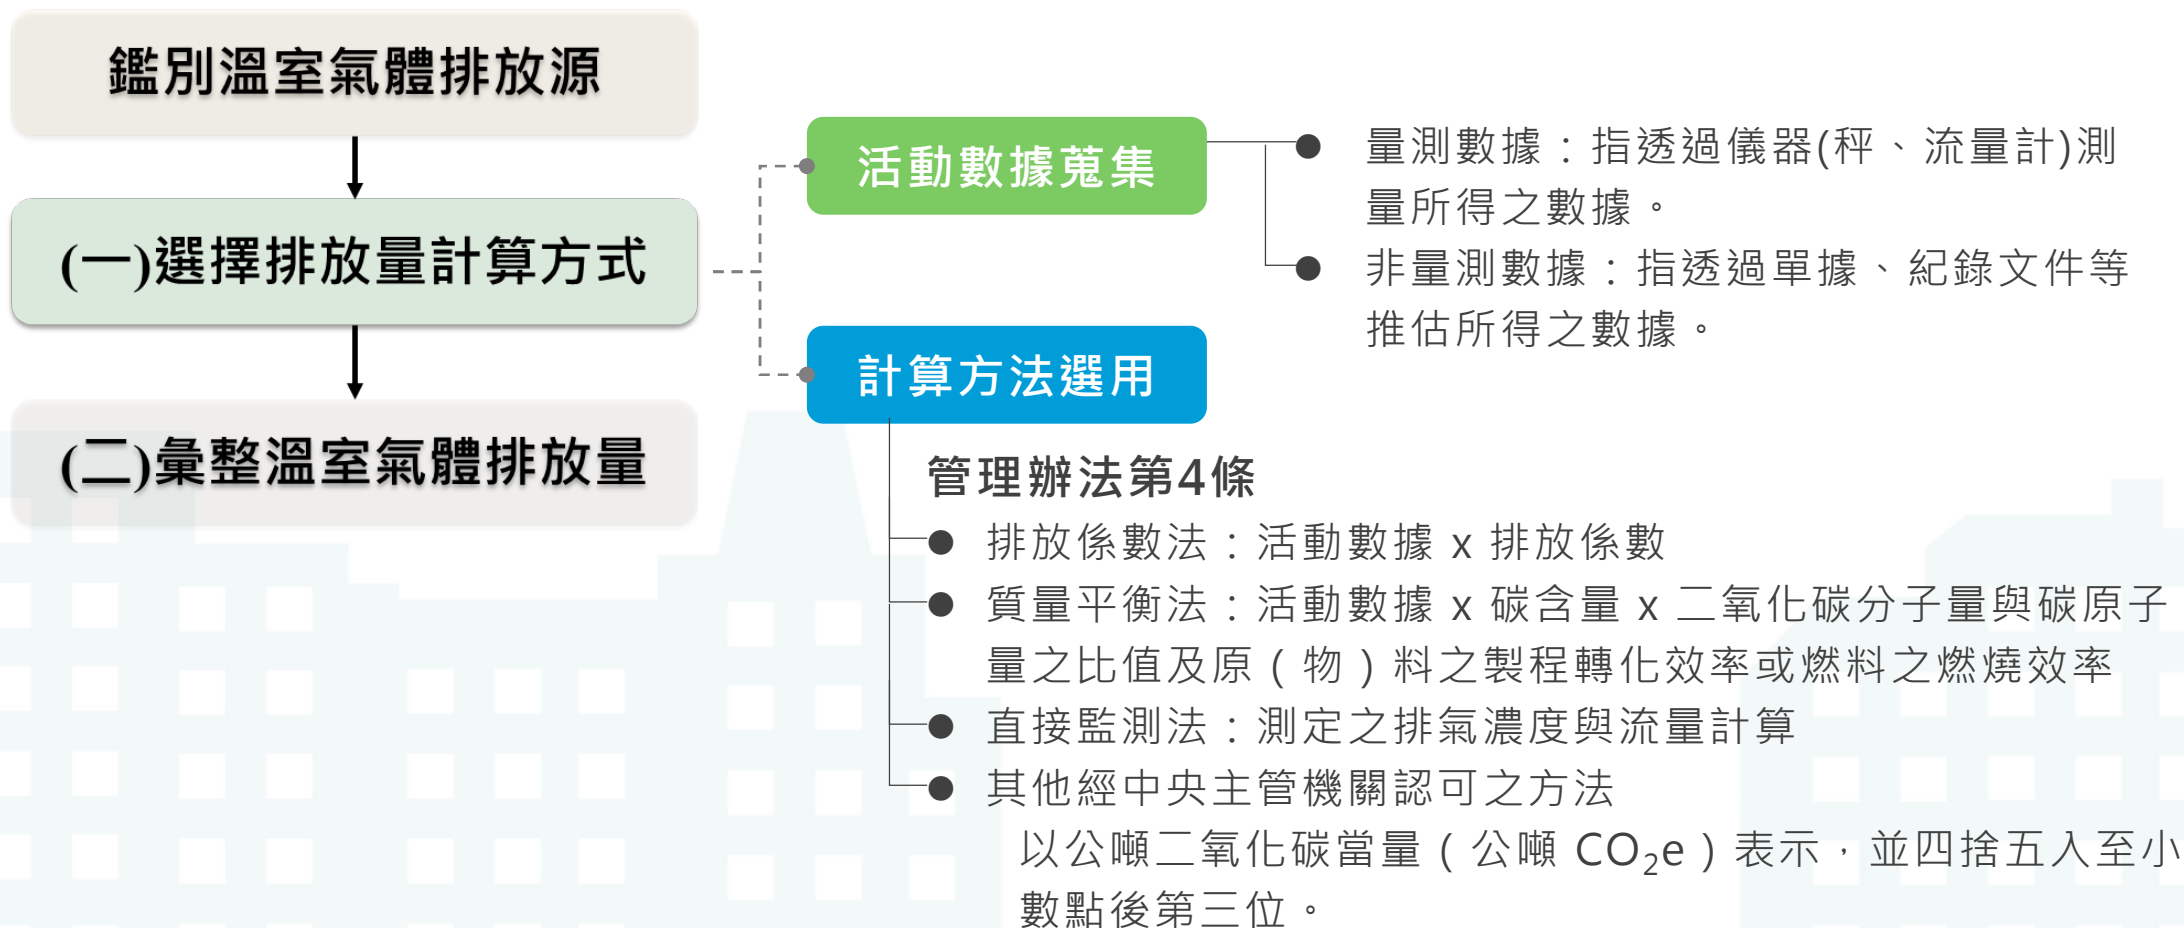 鑑別溫室氣體排放源
(一)選擇排放量計算方式
(二)彙整溫室氣體排放量
活動數據蒐集
量測數據：指透過儀器(秤、流量計)測
量所得之數據。
非量測數據：指透過單據、紀錄文件等
推估所得之數據。
計算方法選用
管理辦法第4條
排放係數法：活動數據 x 排放係數
質量平衡法：活動數據 x 碳含量 x 二氧化碳分子量與碳原子
量之比值及原（物）料之製程轉化效率或燃料之燃燒效率
直接監測法：測定之排氣濃度與流量計算
其他經中央主管機關認可之方法
以公噸二氧化碳當量（公噸 CO₂e）表示，並四捨五入至小
數點後第三位。